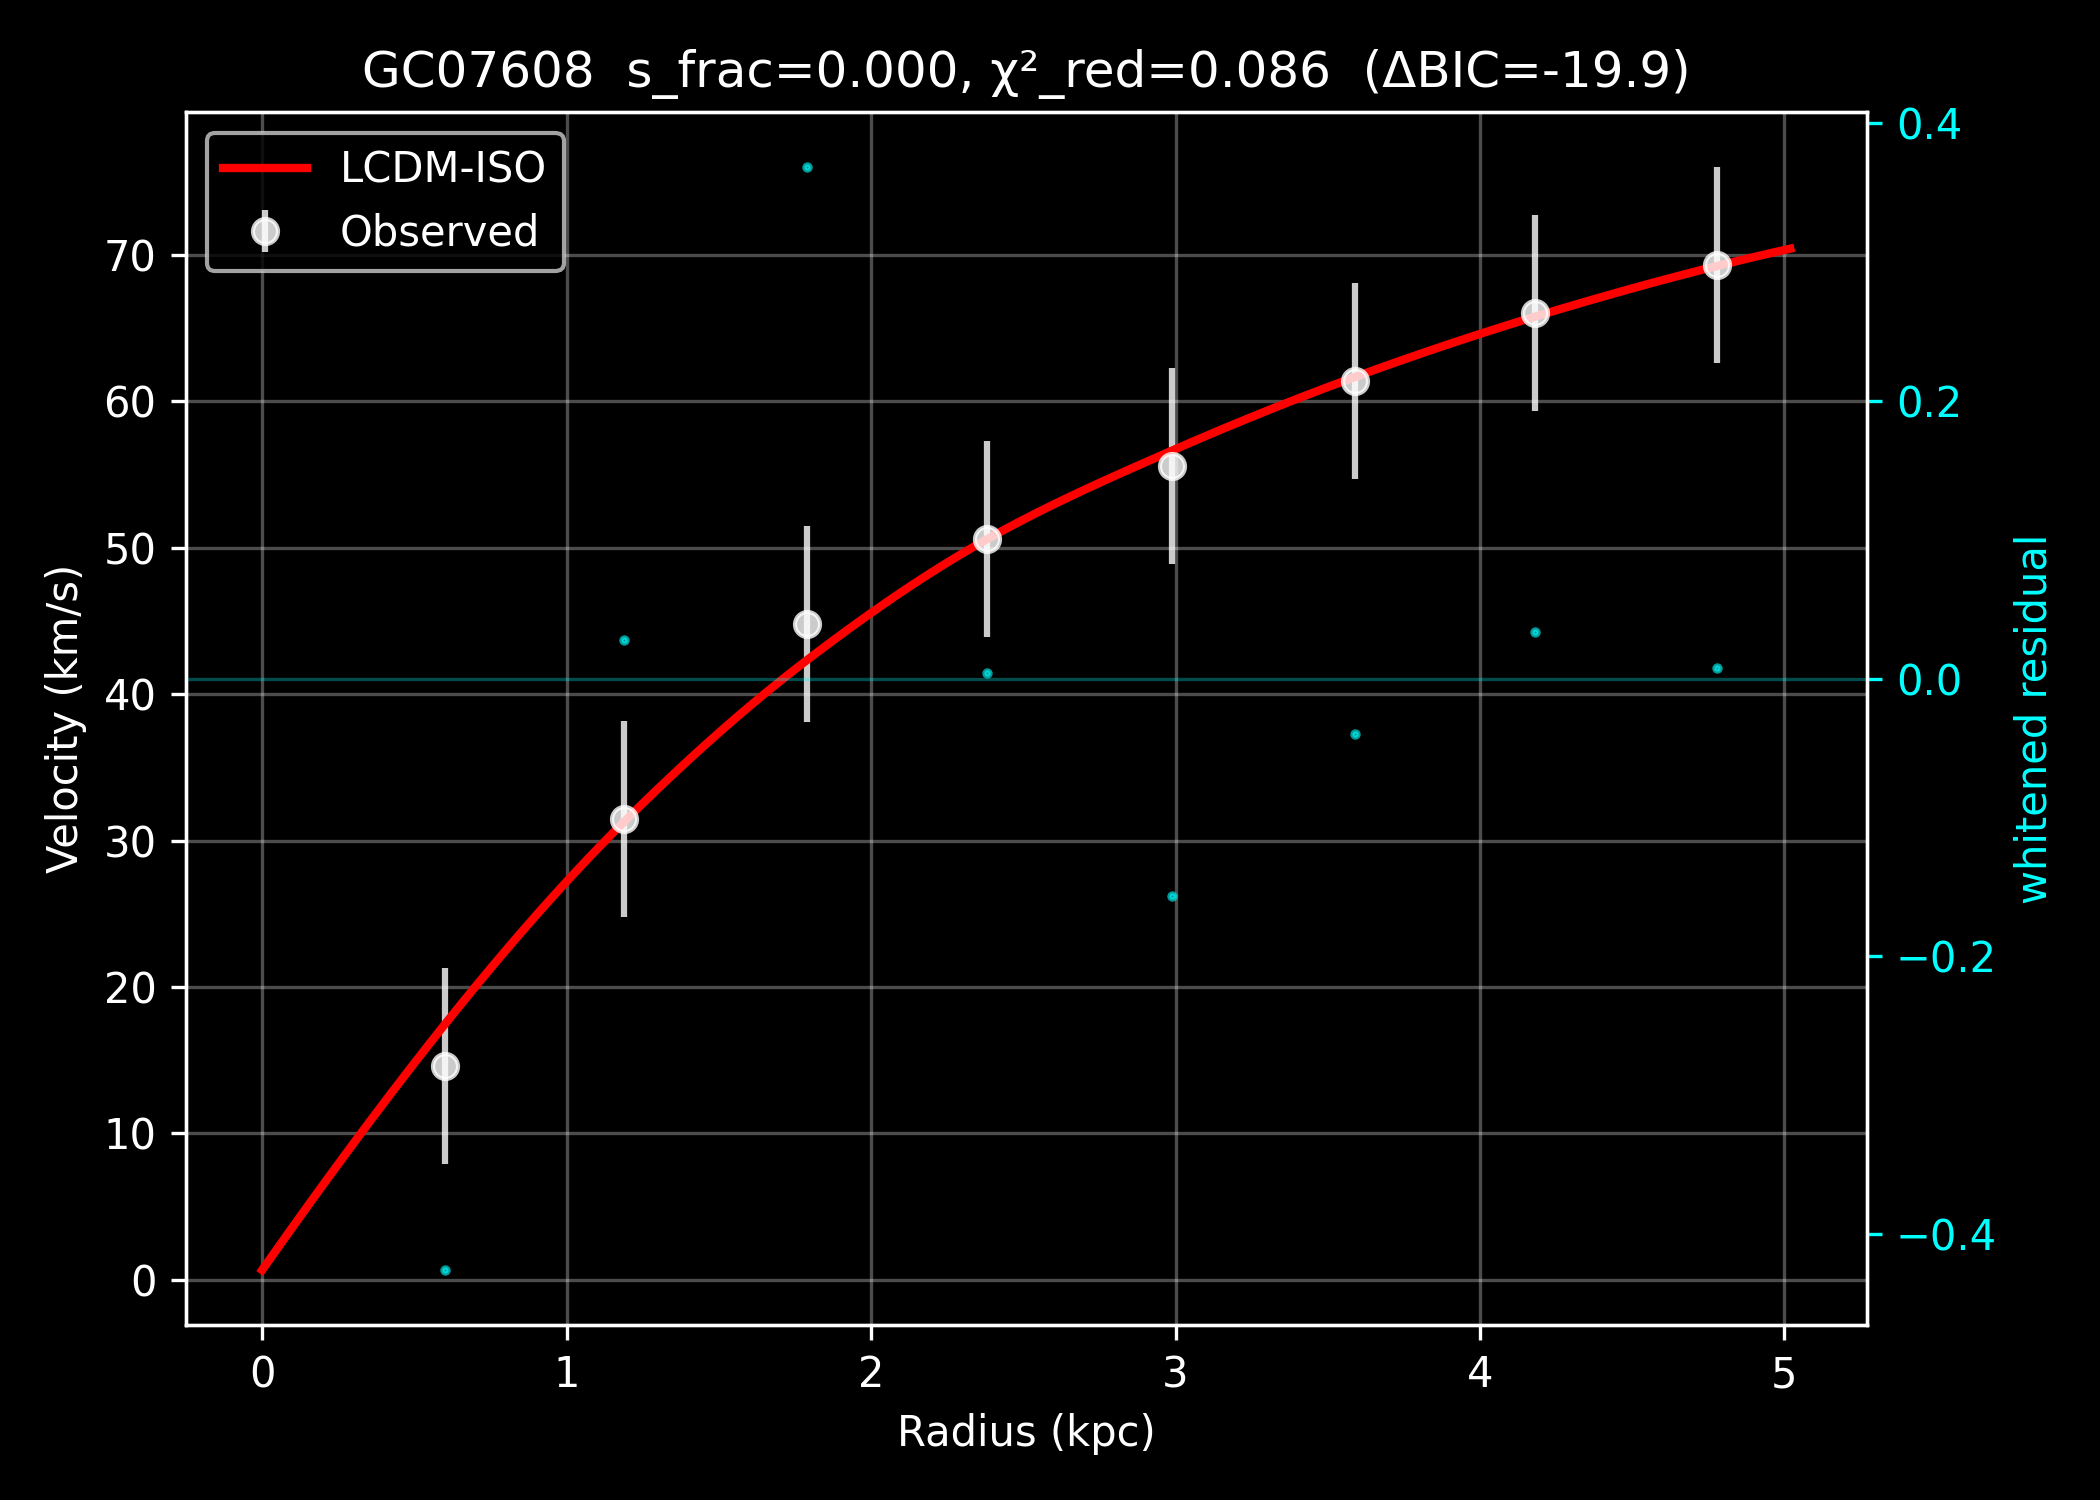 GC07608  s_frac=0.000, χ²_red=0.086  (ΔBIC=-19.9)
LCDM-ISO
Observed
70
60
50
40
30
20
10
0
Velocity (km/s)
0 1 2 3 4 5
Radius (kpc)
0.4
0.2
0.0
−0.2
−0.4
whitened residual